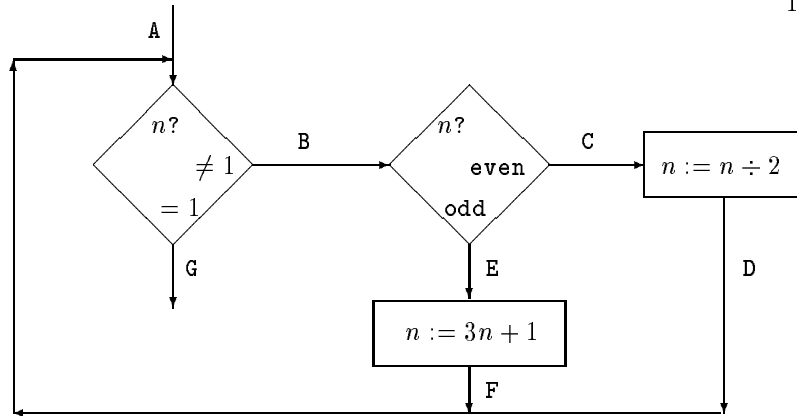 1
A
n?
≠ 1
= 1
B
n?
even
odd
C
n := n ÷ 2
G
E
D
n := 3n + 1
F